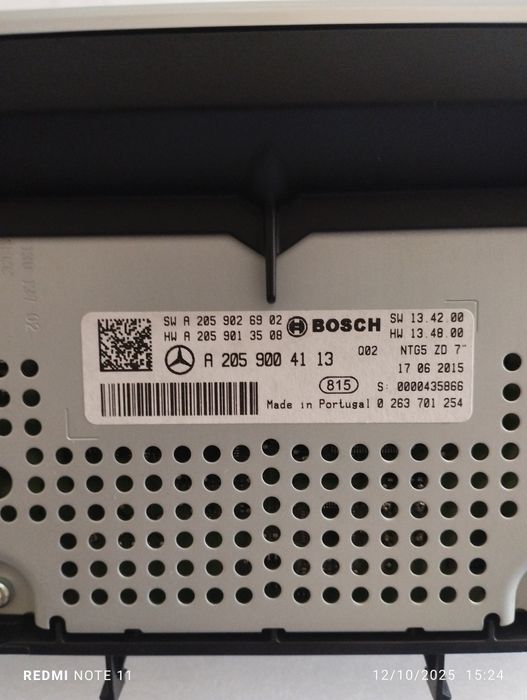 SW A 205 902 69 02
HW A 205 901 35 08
BOSCH
SW 13.42.00
HW 13.48.00
A 205 900 41 13
Q02
NTG5 ZD 7"
17 06 2015
815
S: 0000435866
Made in Portugal 0 263 701 254
REDMI NOTE 11
12/10/2025 15:24